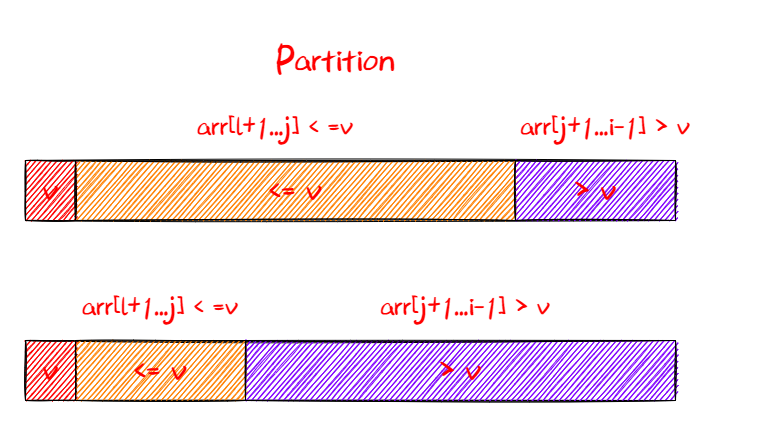 Partition
arr[l+1...j] < =v arr[j+1...i-1] > v
v <= v > v
arr[l+1...j] < =v arr[j+1...i-1] > v
v <= v > v